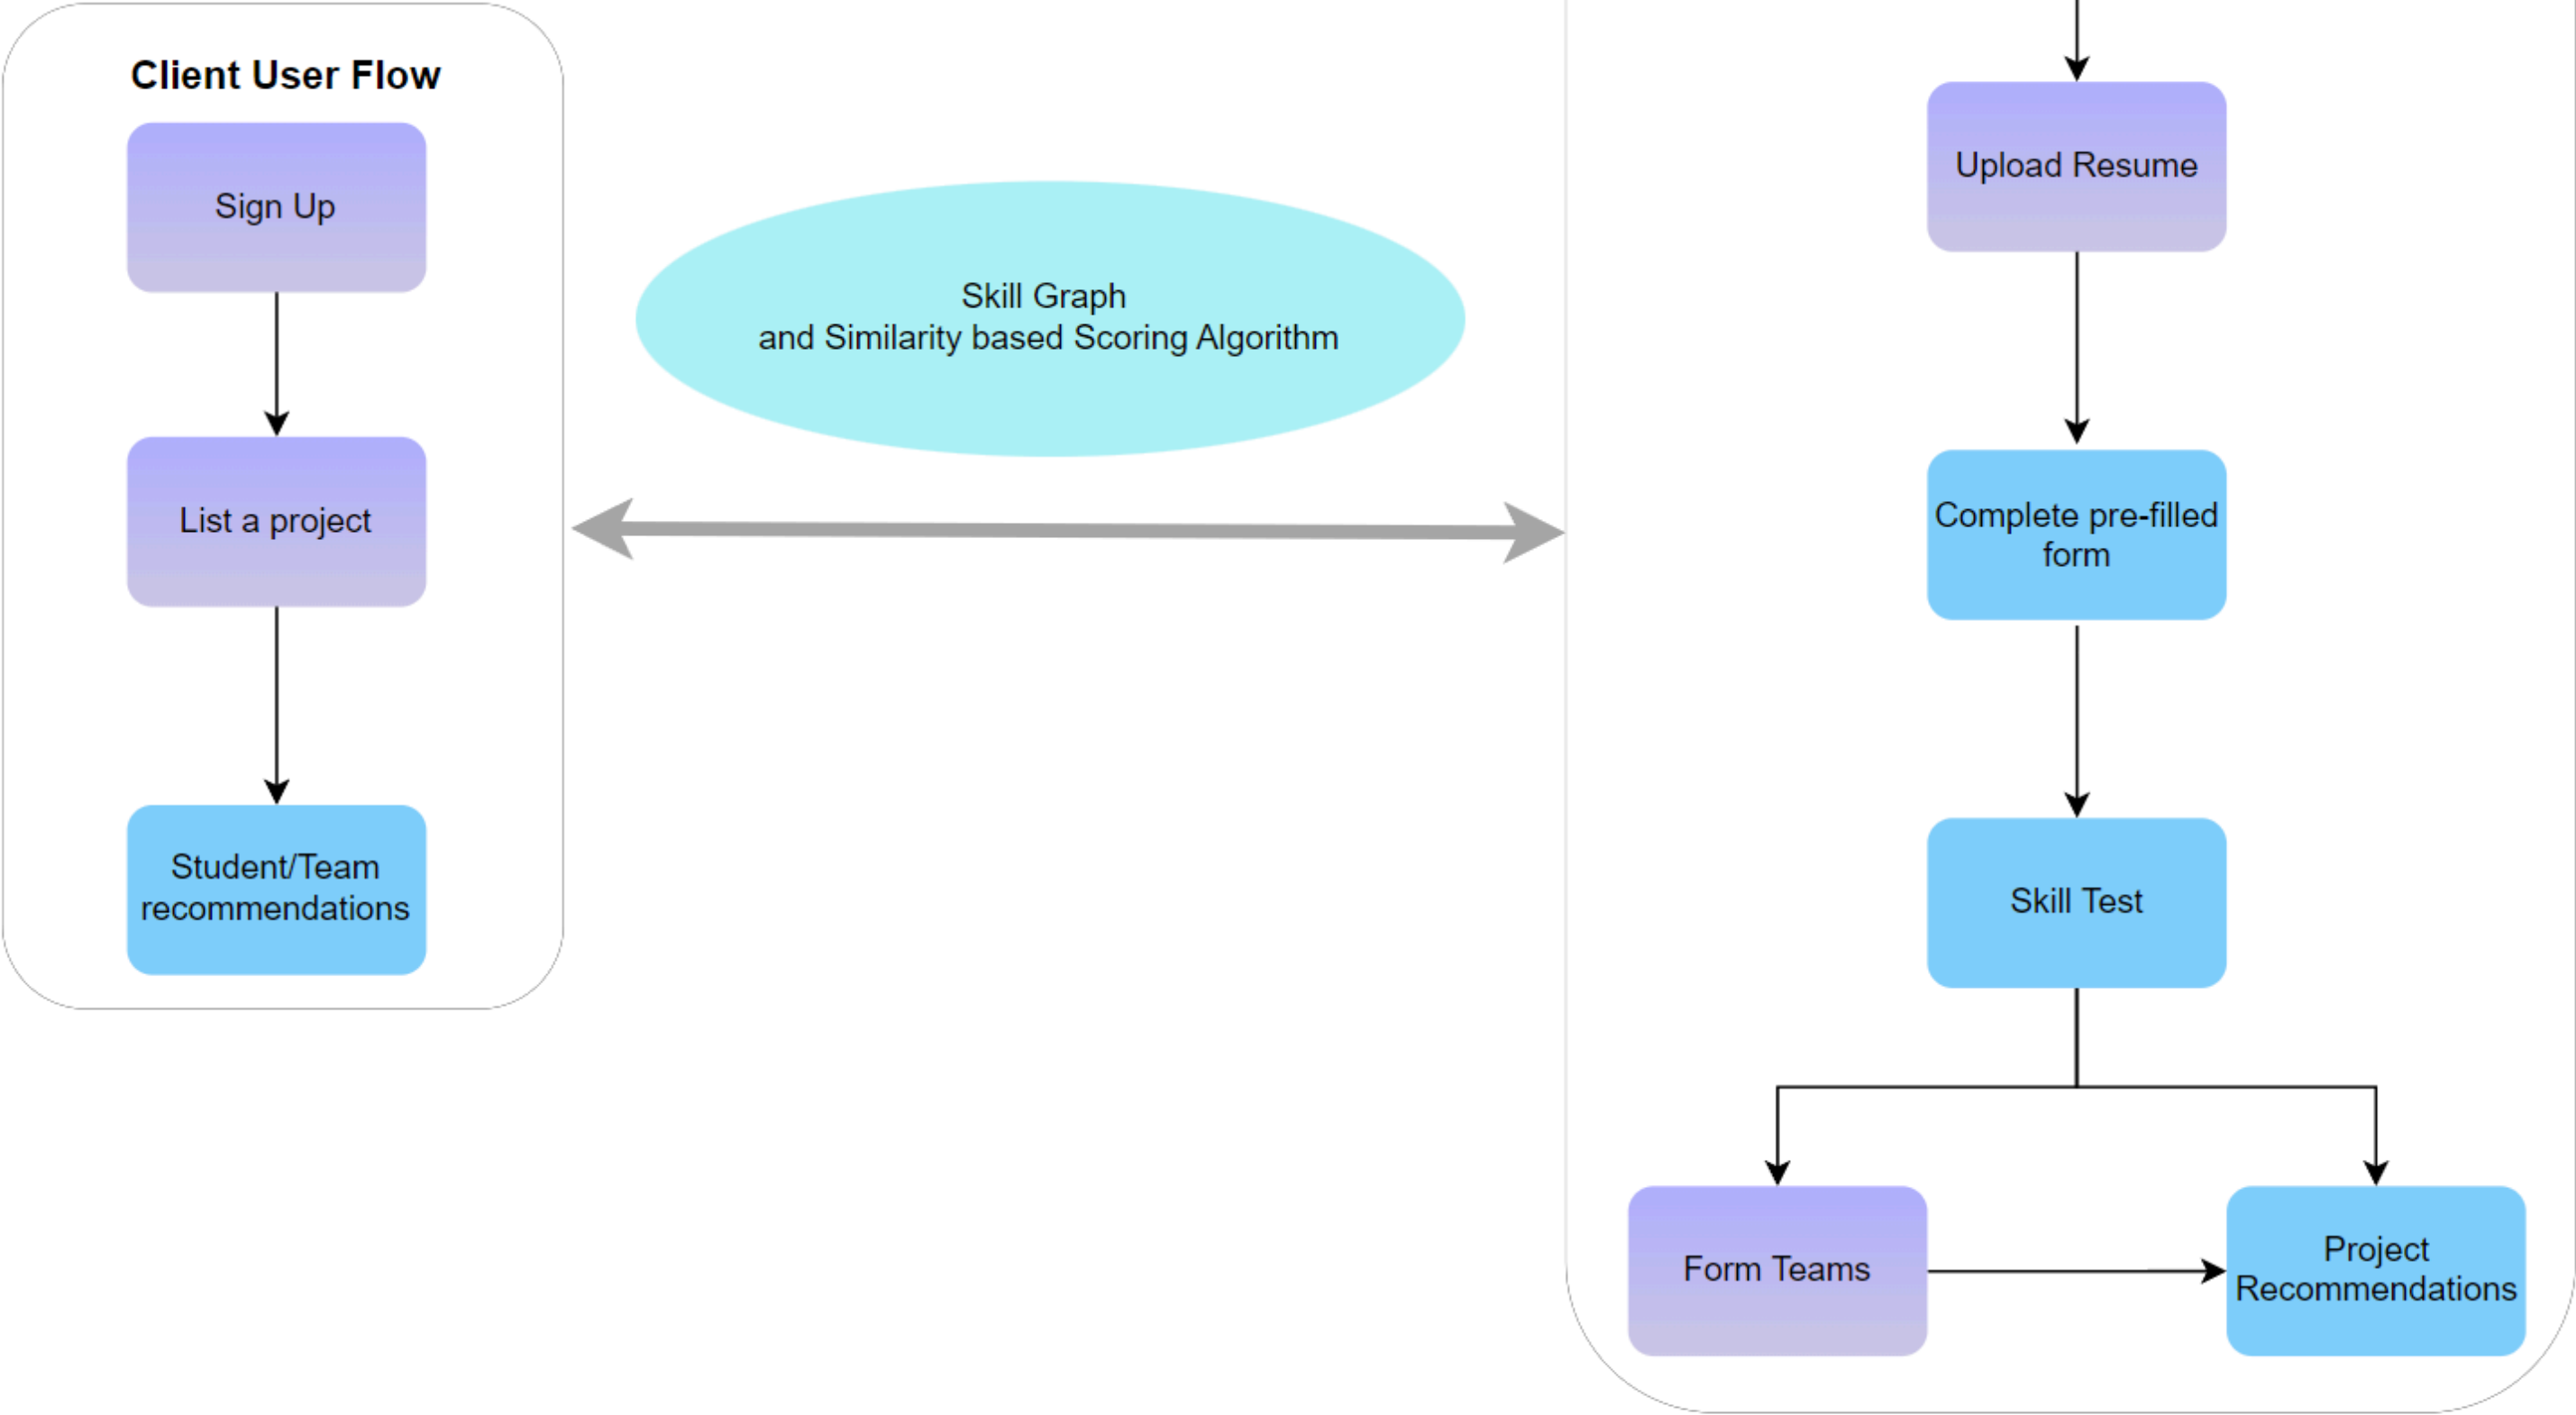 Client User Flow
Sign Up
List a project
Student/Team
recommendations
Skill Graph
and Similarity based Scoring Algorithm
Upload Resume
Complete pre-filled
form
Skill Test
Form Teams
Project
Recommendations